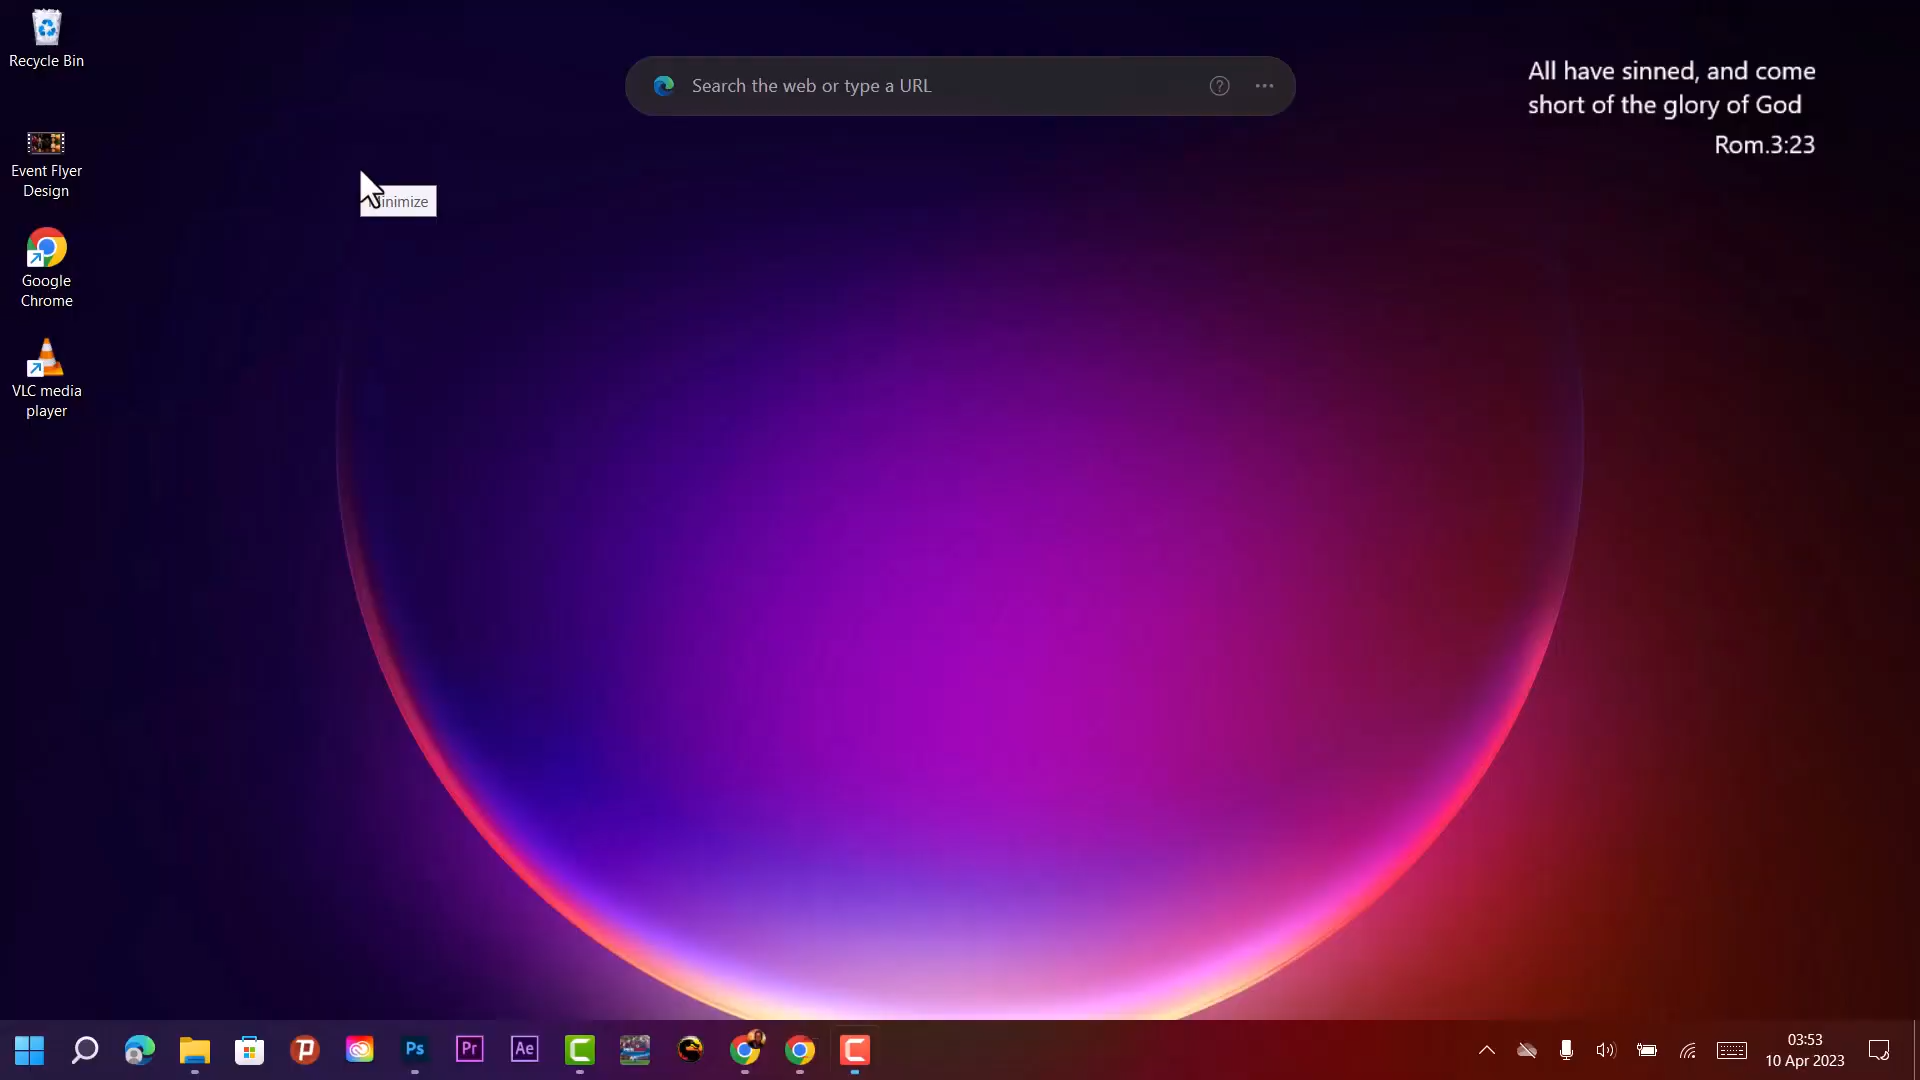 Recycle Bin
Event Flyer
Design
Google
Chrome
VLC media
player
Search the web or type a URL
All have sinned, and come
short of the glory of God
Rom.3:23
Ps
Pr
Ae
03:53
10 Apr 2023